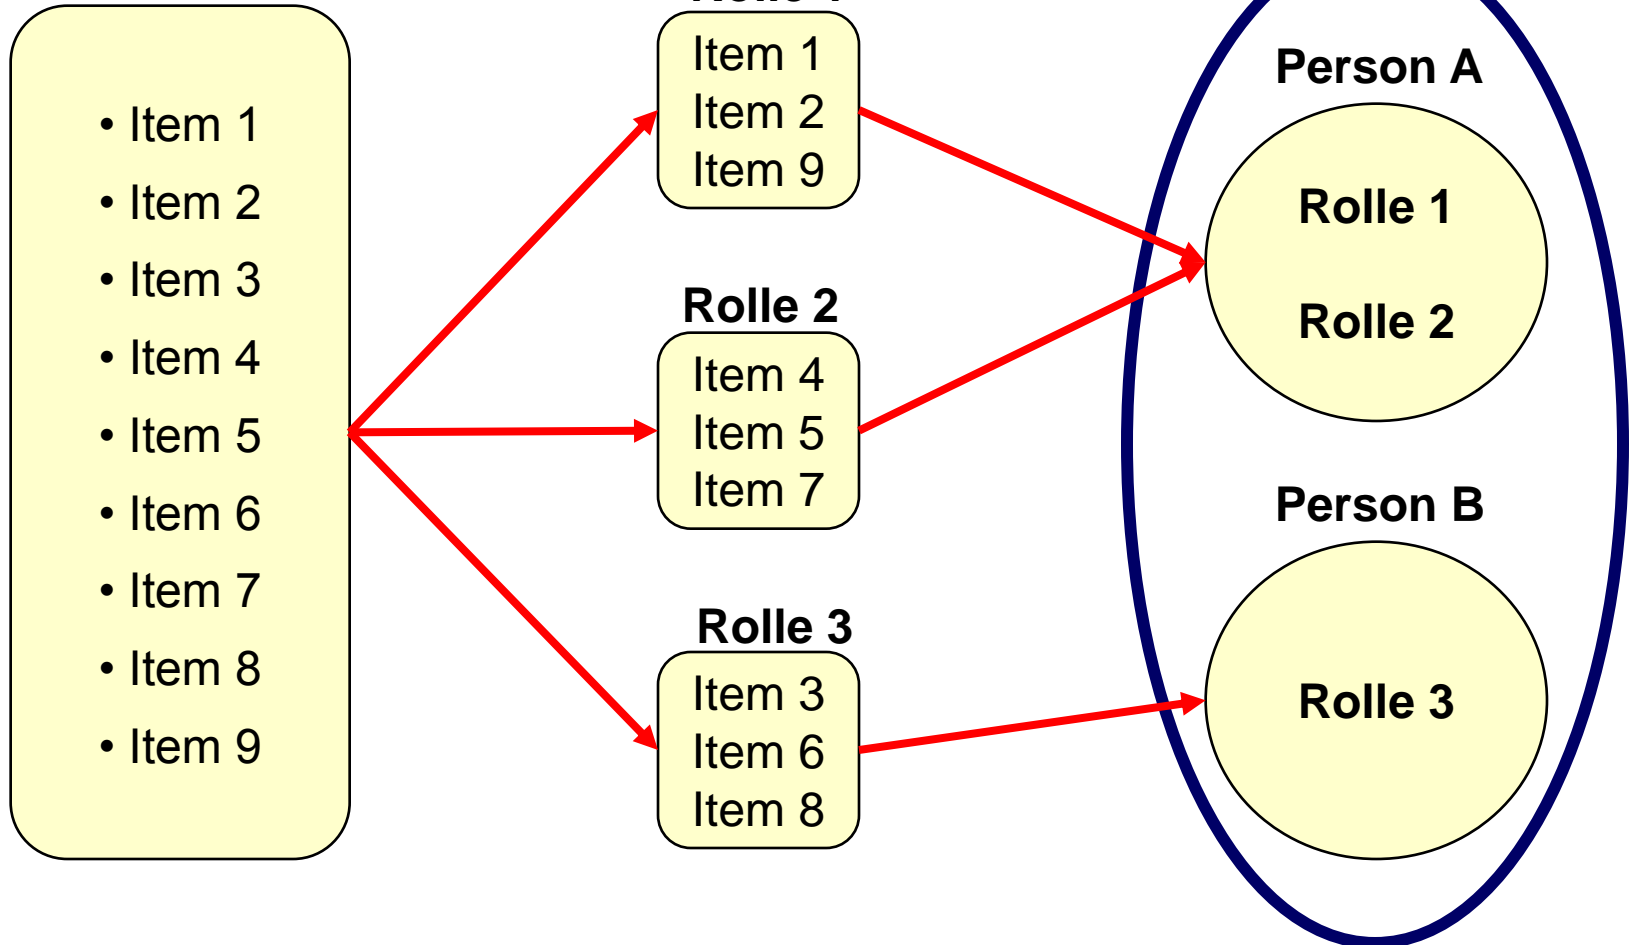 • Item 1
• Item 2
• Item 3
• Item 4
• Item 5
• Item 6
• Item 7
• Item 8
• Item 9
Item 1
Item 2
Item 9
Rolle 2
Item 4
Item 5
Item 7
Rolle 3
Item 3
Item 6
Item 8
Person A
Rolle 1
Rolle 2
Person B
Rolle 3